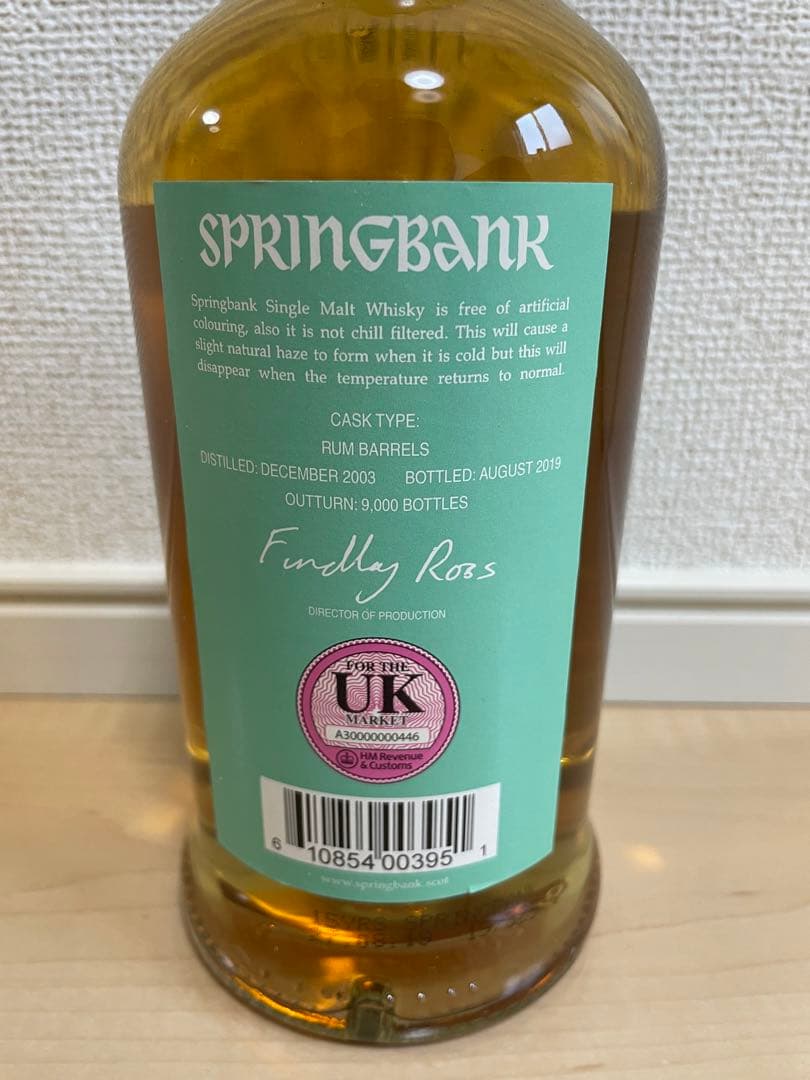 SPRINGBANK
Springbank Single Malt Whisky is free of artificial
colouring, also it is not chill filtered. This will cause a
slight natural haze to form when it is cold but this will
disappear when the temperature returns to normal.
CASK TYPE:
RUM BARRELS
DISTILLED: DECEMBER 2003 BOTTLED: AUGUST 2019
OUTTURN: 9,000 BOTTLES
Findlay Ross
DIRECTOR OF PRODUCTION
FOR THE
UK
MARKET
A30000000446
HM Revenue
& Customs
6 10854 00395 1
www.springbank.scot